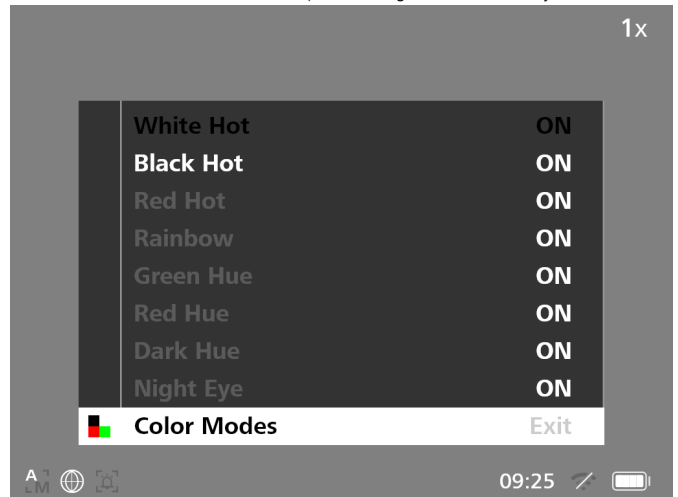 1x
White Hot ON
Black Hot ON
Red Hot ON
Rainbow ON
Green Hue ON
Red Hue ON
Dark Hue ON
Night Eye ON
Color Modes Exit
A M 09:25